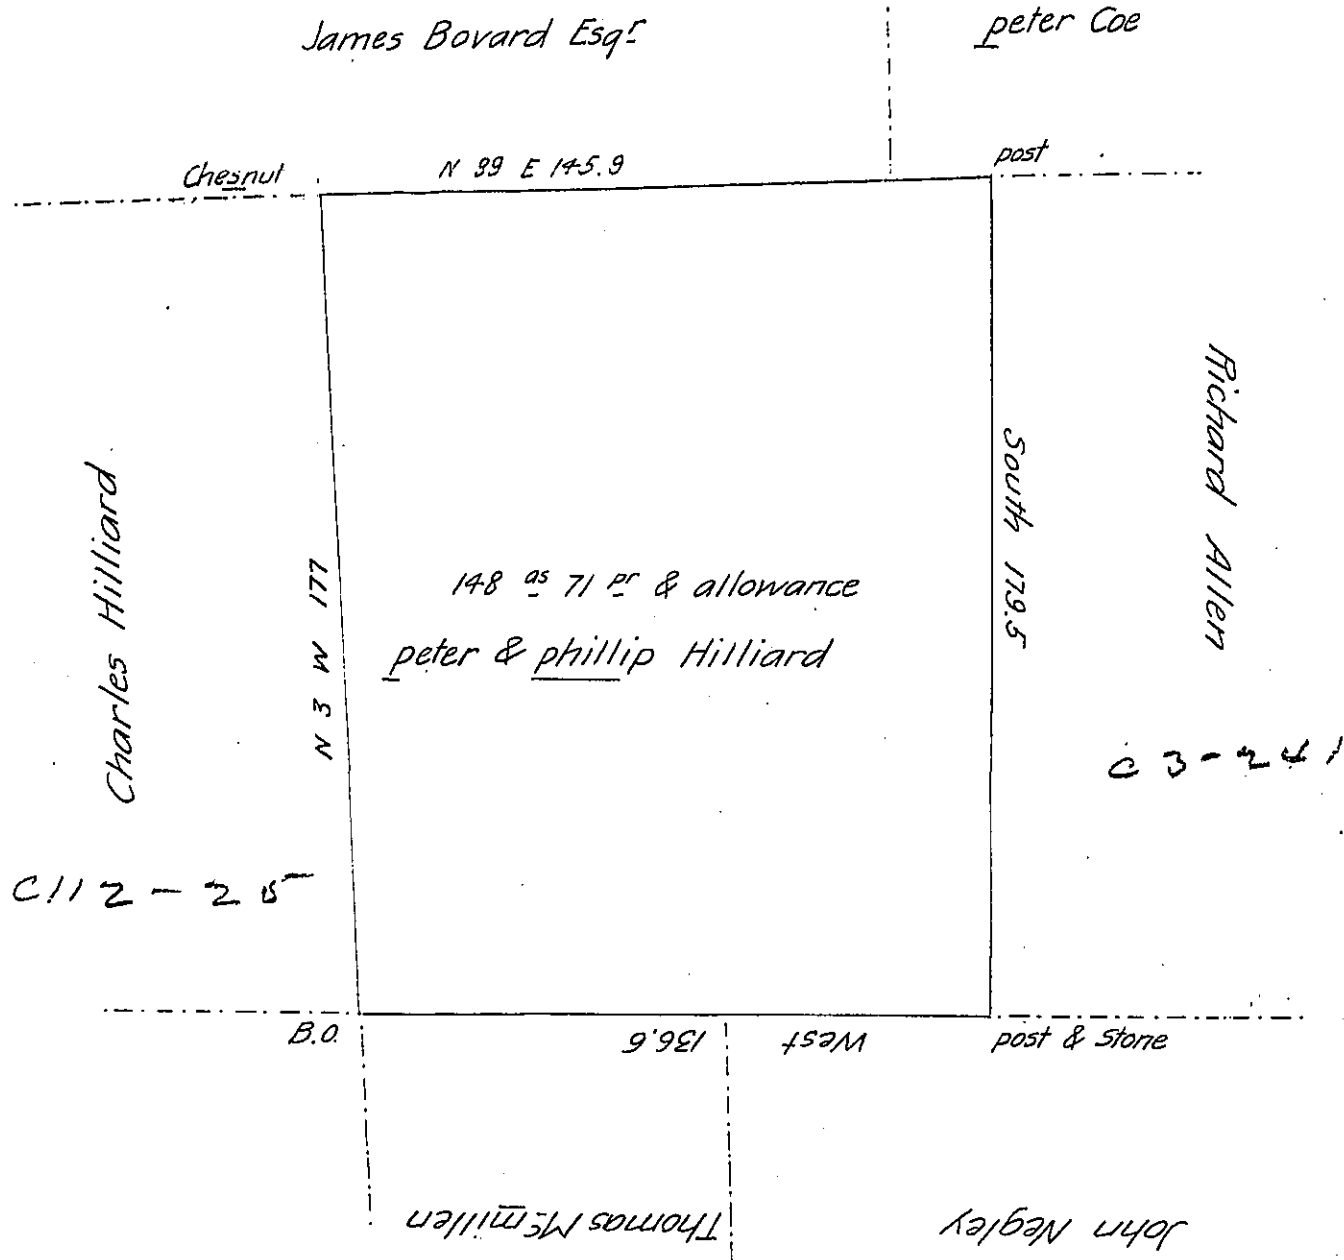 James Bovard Esqr
peter Coe
Chesnut
N 89 E 145.9
post
Charles Hilliard
N 3 W 177
148 as 71 pr & allowance
peter & phillip Hilliard
South 179.5
Richard Allen
C 3-241
C112-25
B.O.
West 136.6
post & Stone
Thomas McMillen
John Negley